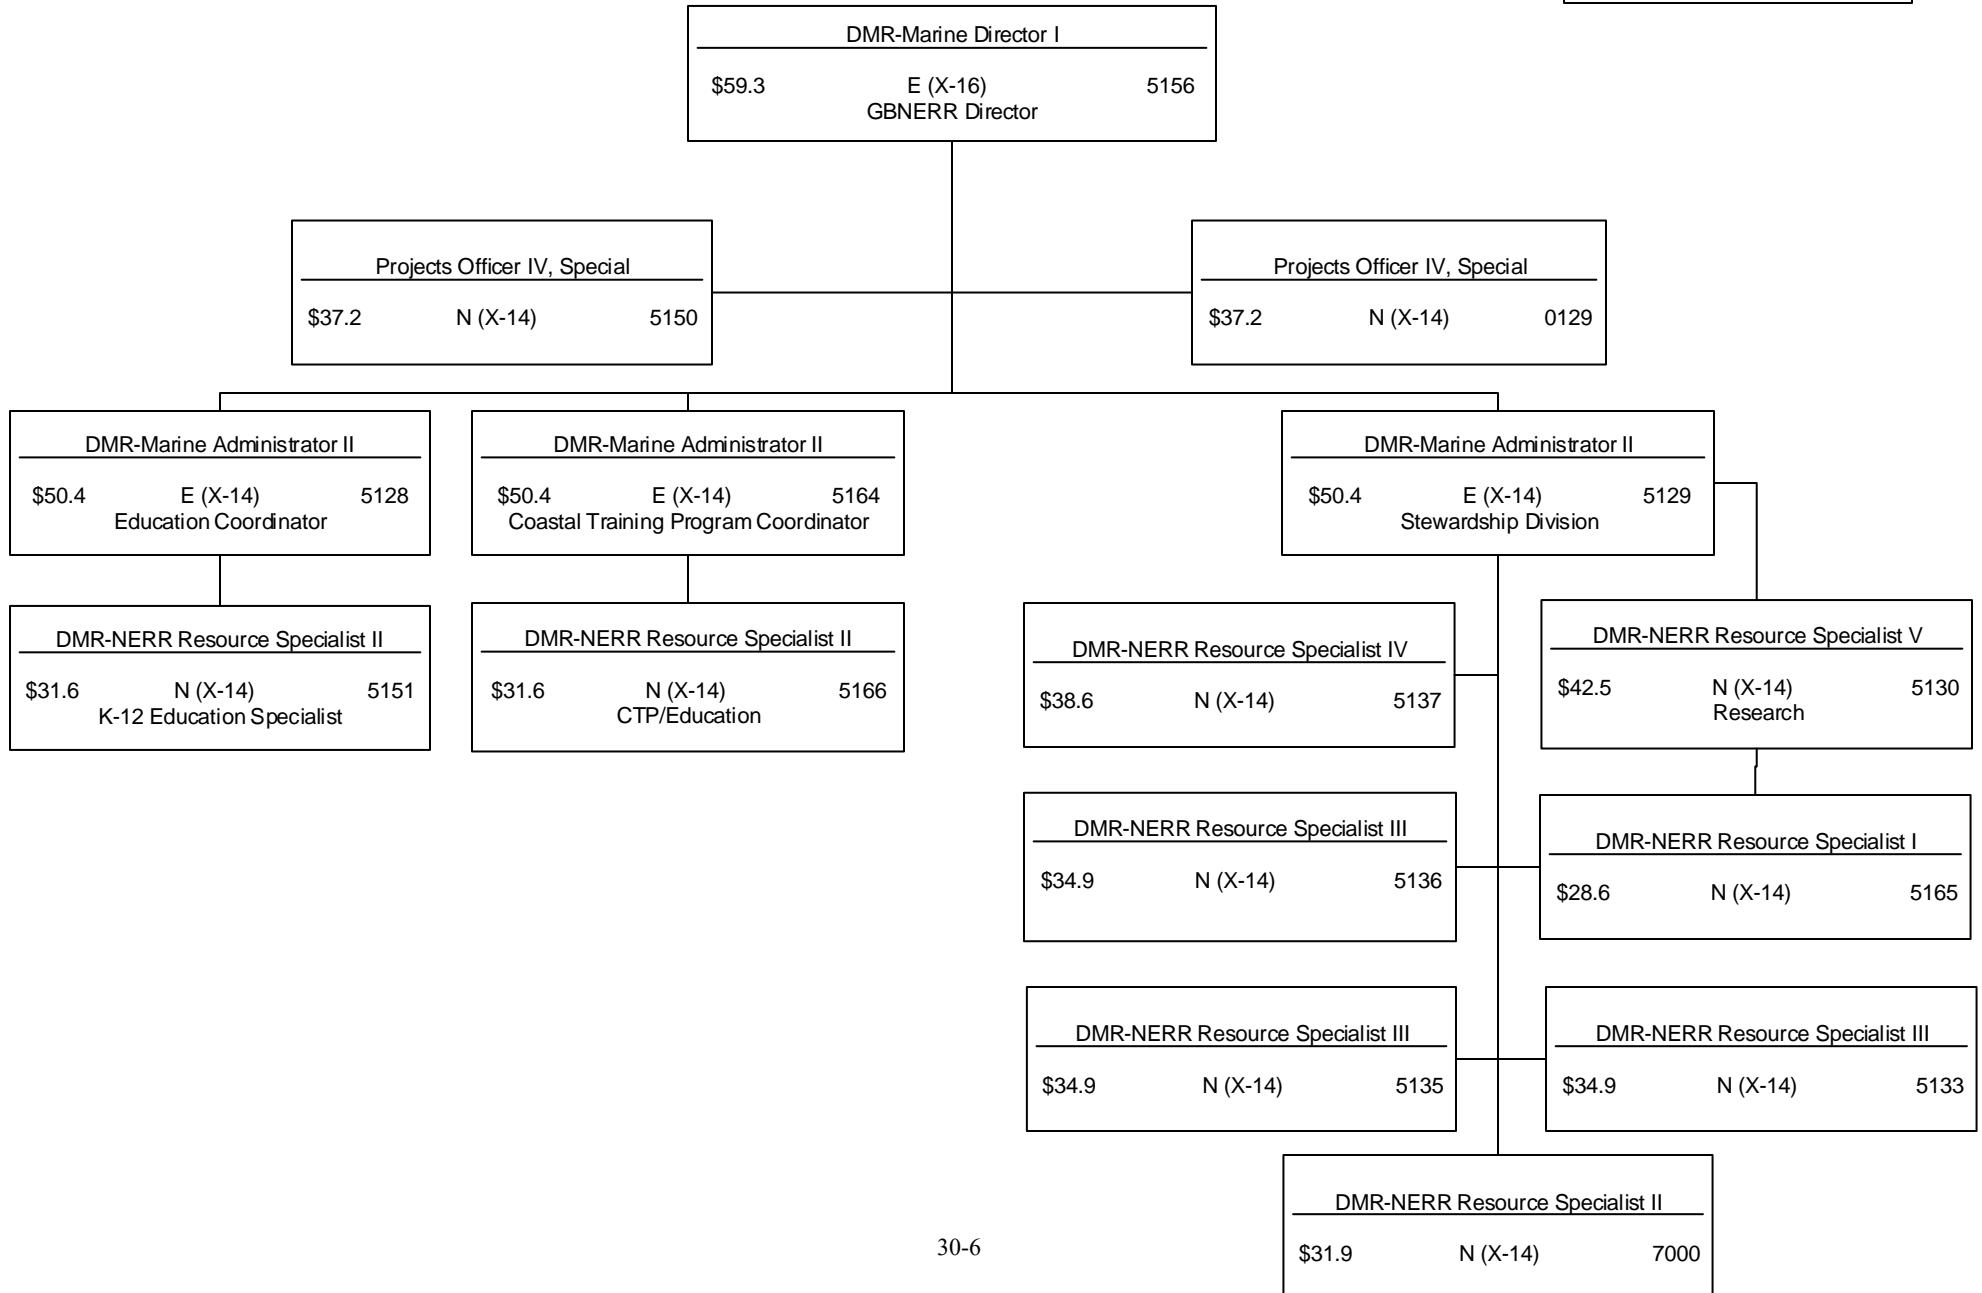 DMR-Marine Director I
$59.3 E (X-16) 5156
GBNERR Director
Projects Officer IV, Special
$37.2 N (X-14) 5150
Projects Officer IV, Special
$37.2 N (X-14) 0129
DMR-Marine Administrator II
$50.4 E (X-14) 5128
Education Coordinator
DMR-Marine Administrator II
$50.4 E (X-14) 5164
Coastal Training Program Coordinator
DMR-Marine Administrator II
$50.4 E (X-14) 5129
Stewardship Division
DMR-NERR Resource Specialist II
$31.6 N (X-14) 5151
K-12 Education Specialist
DMR-NERR Resource Specialist II
$31.6 N (X-14) 5166
CTP/Education
DMR-NERR Resource Specialist IV
$38.6 N (X-14) 5137
DMR-NERR Resource Specialist V
$42.5 N (X-14) 5130
Research
DMR-NERR Resource Specialist III
$34.9 N (X-14) 5136
DMR-NERR Resource Specialist I
$28.6 N (X-14) 5165
DMR-NERR Resource Specialist III
$34.9 N (X-14) 5135
DMR-NERR Resource Specialist III
$34.9 N (X-14) 5133
DMR-NERR Resource Specialist II
$31.9 N (X-14) 7000
30-6